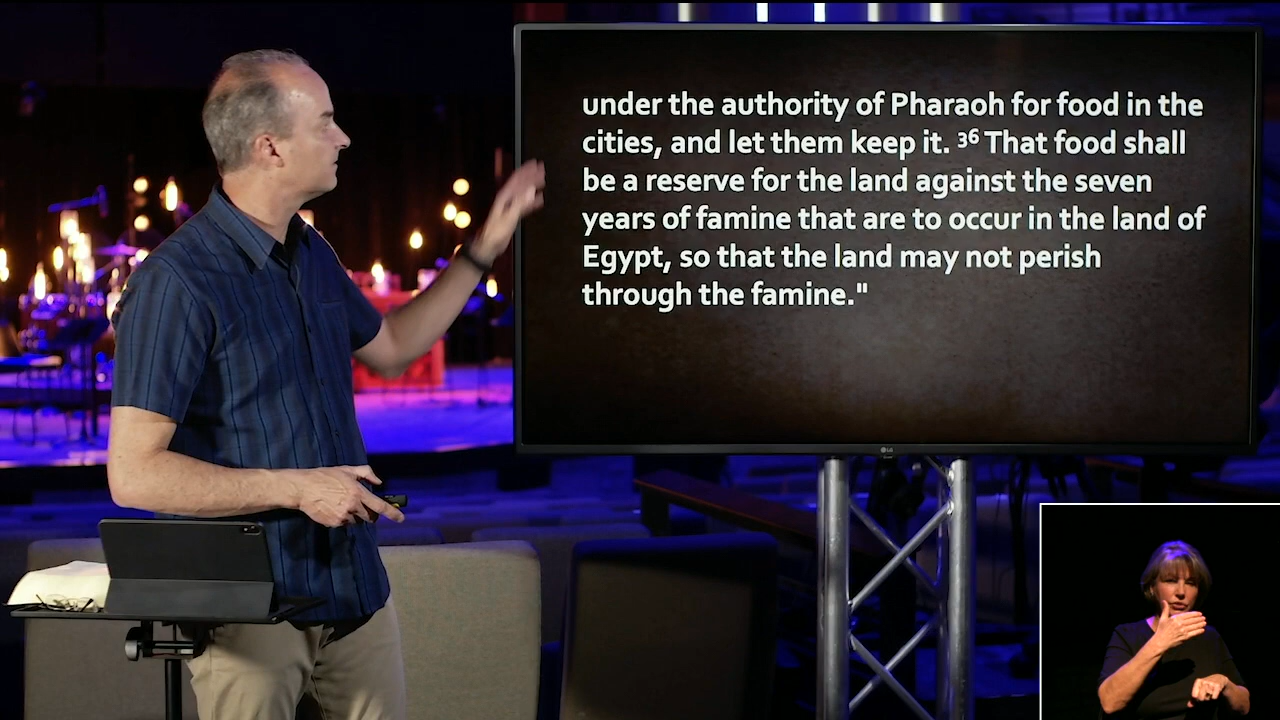 under the authority of Pharaoh for food in the
cities, and let them keep it. ³⁶ That food shall
be a reserve for the land against the seven
years of famine that are to occur in the land of
Egypt, so that the land may not perish
through the famine."
LG